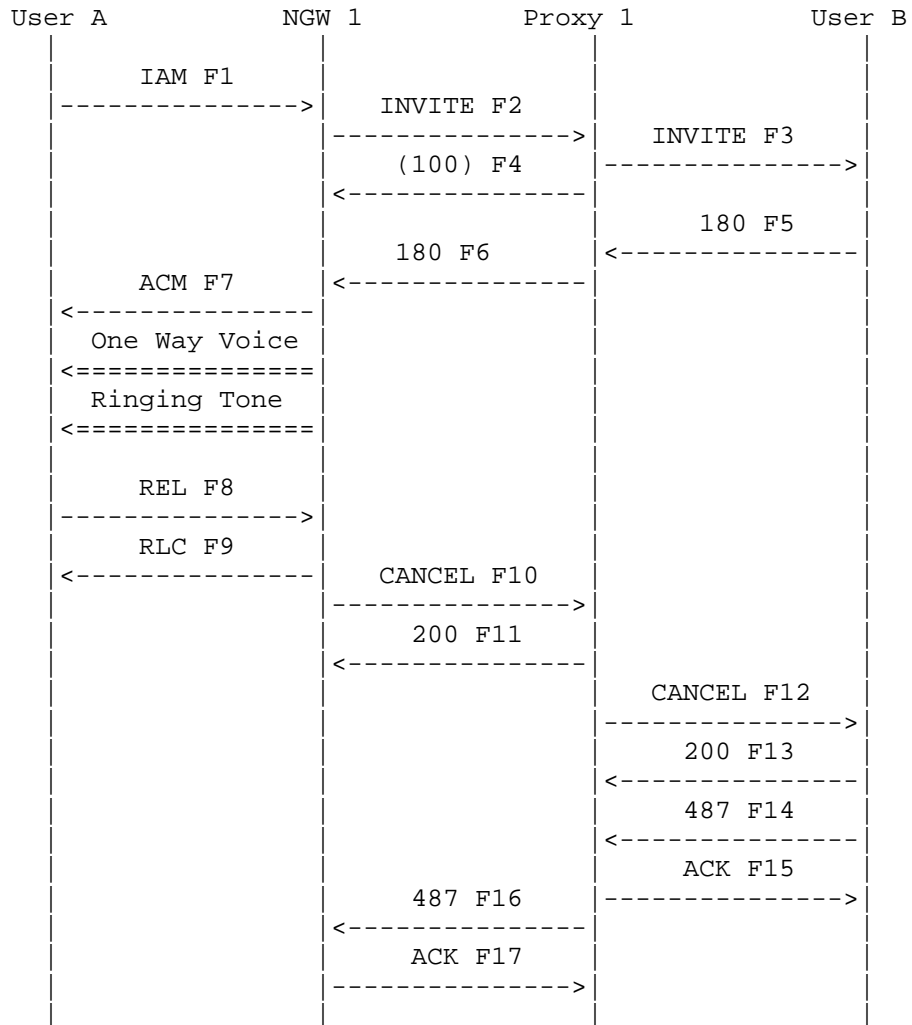 User A NGW 1 Proxy 1 User B
IAM F1
INVITE F2
INVITE F3
(100) F4
180 F5
180 F6
ACM F7
One Way Voice
Ringing Tone
REL F8
RLC F9
CANCEL F10
200 F11
CANCEL F12
200 F13
487 F14
ACK F15
487 F16
ACK F17